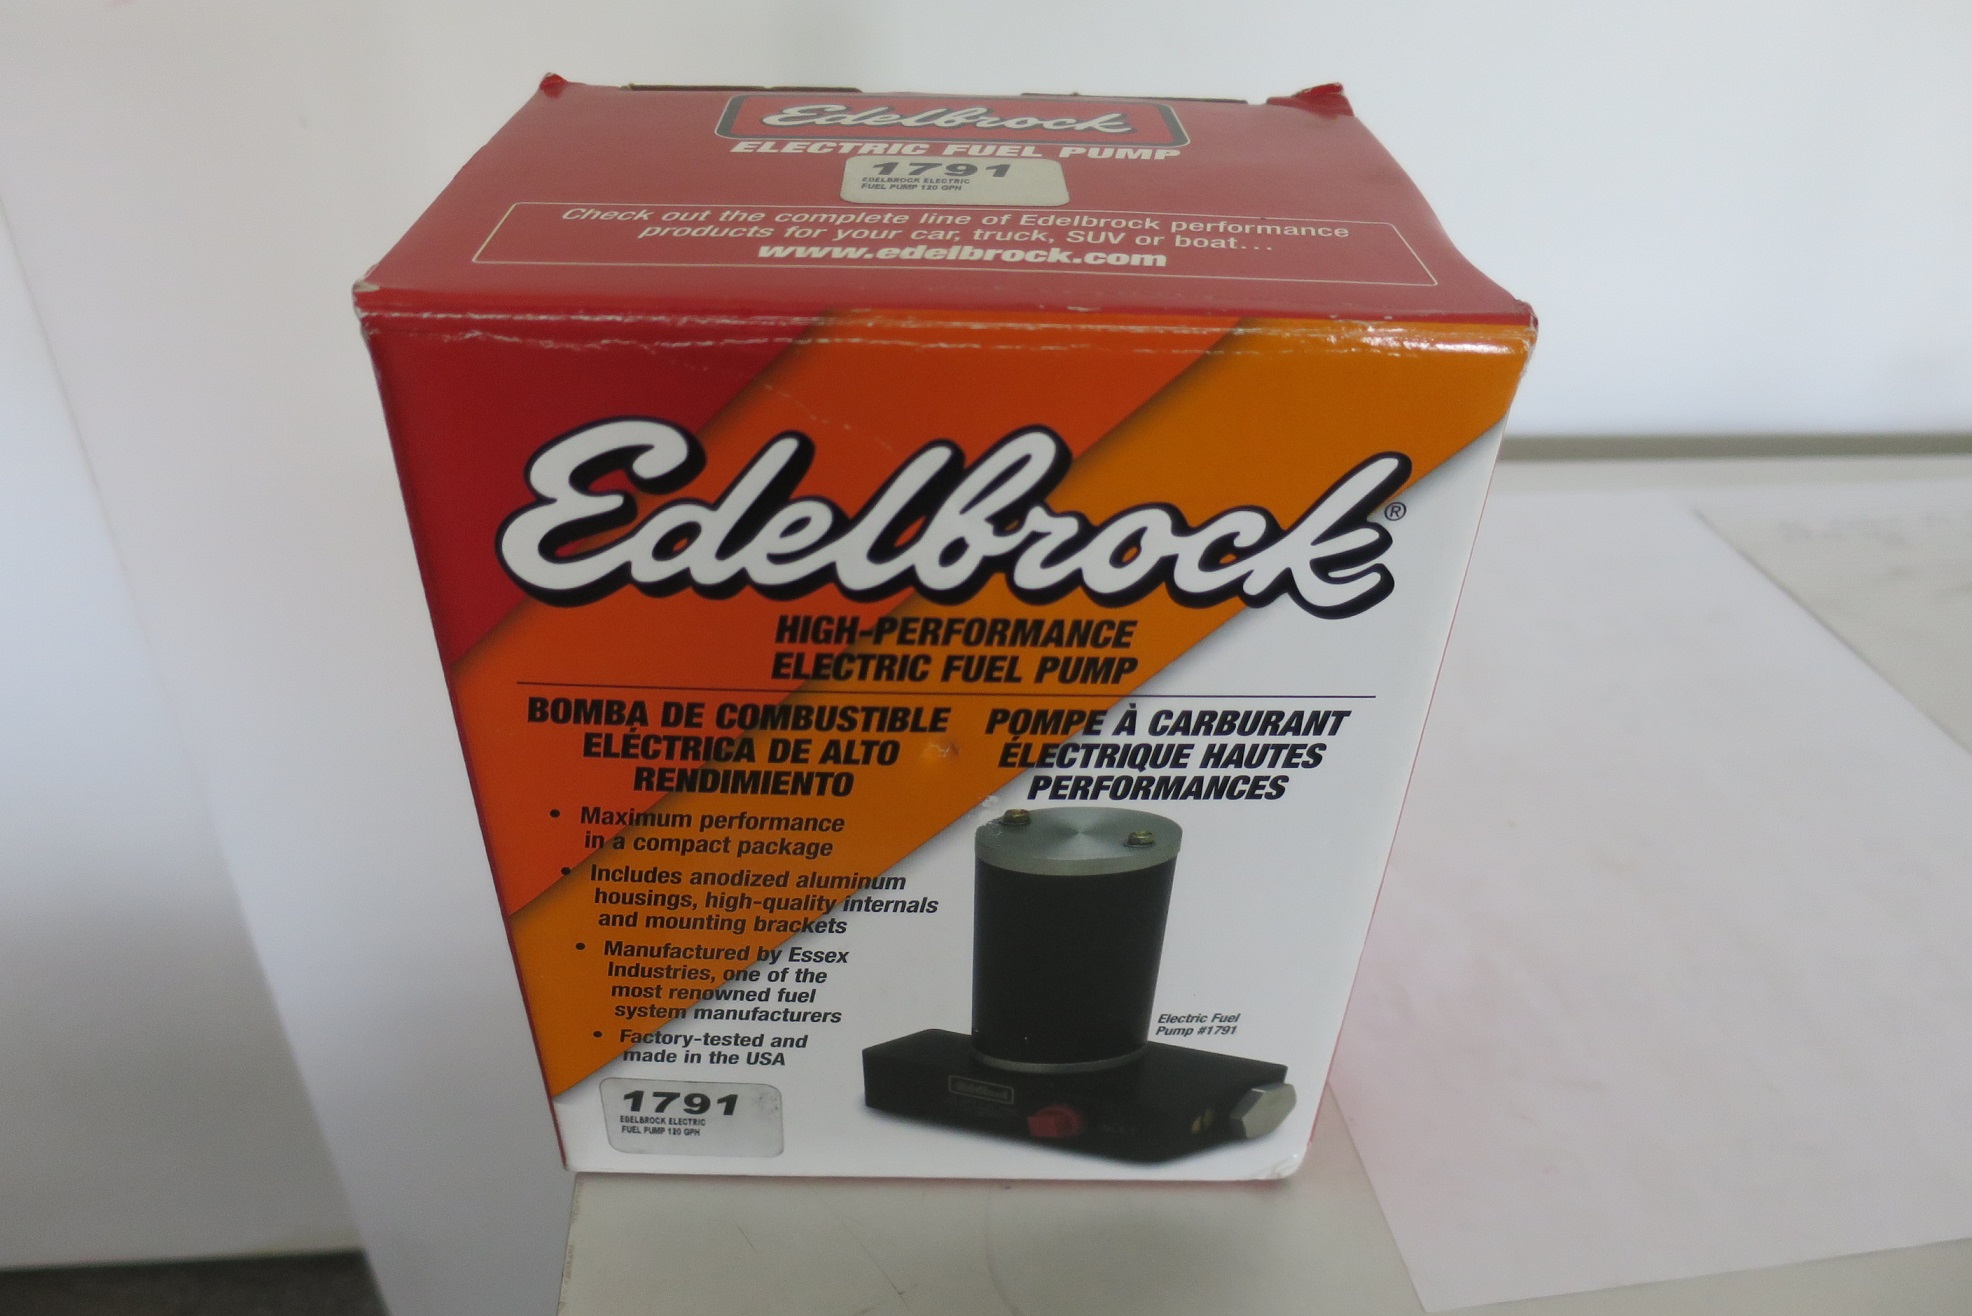 Edelbrock
ELECTRIC FUEL PUMP
1791
EDELBROCK ELECTRIC
FUEL PUMP 120 GPH
Check out the complete line of Edelbrock performance
products for your car, truck, SUV or boat...
www.edelbrock.com
Edelbrock®
HIGH-PERFORMANCE
ELECTRIC FUEL PUMP
BOMBA DE COMBUSTIBLE
ELÉCTRICA DE ALTO
RENDIMIENTO
POMPE À CARBURANT
ÉLECTRIQUE HAUTES
PERFORMANCES
• Maximum performance
in a compact package
• Includes anodized aluminum
housings, high-quality internals
and mounting brackets
• Manufactured by Essex
Industries, one of the
most renowned fuel
system manufacturers
• Factory-tested and
made in the USA
Electric Fuel
Pump #1791
Edelbrock
1791
EDELBROCK ELECTRIC
FUEL PUMP 120 GPH